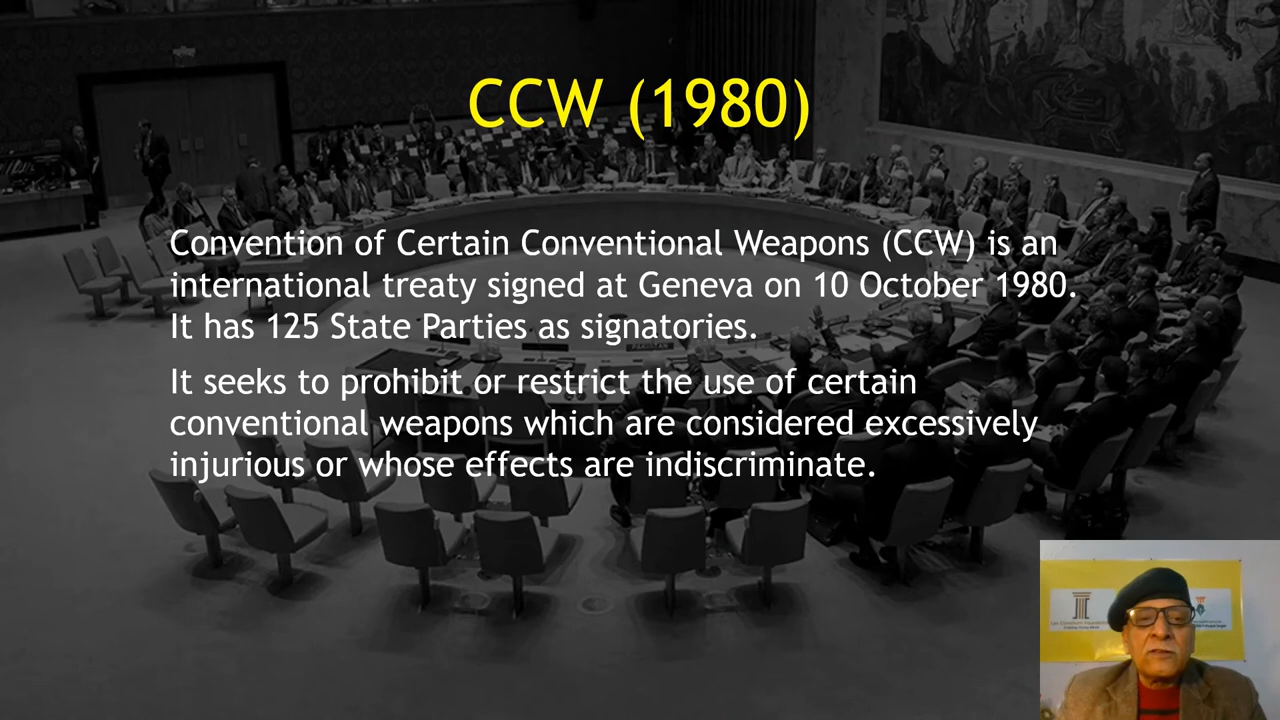 CCW (1980)
Convention of Certain Conventional Weapons (CCW) is an
international treaty signed at Geneva on 10 October 1980.
It has 125 State Parties as signatories.
It seeks to prohibit or restrict the use of certain
conventional weapons which are considered excessively
injurious or whose effects are indiscriminate.